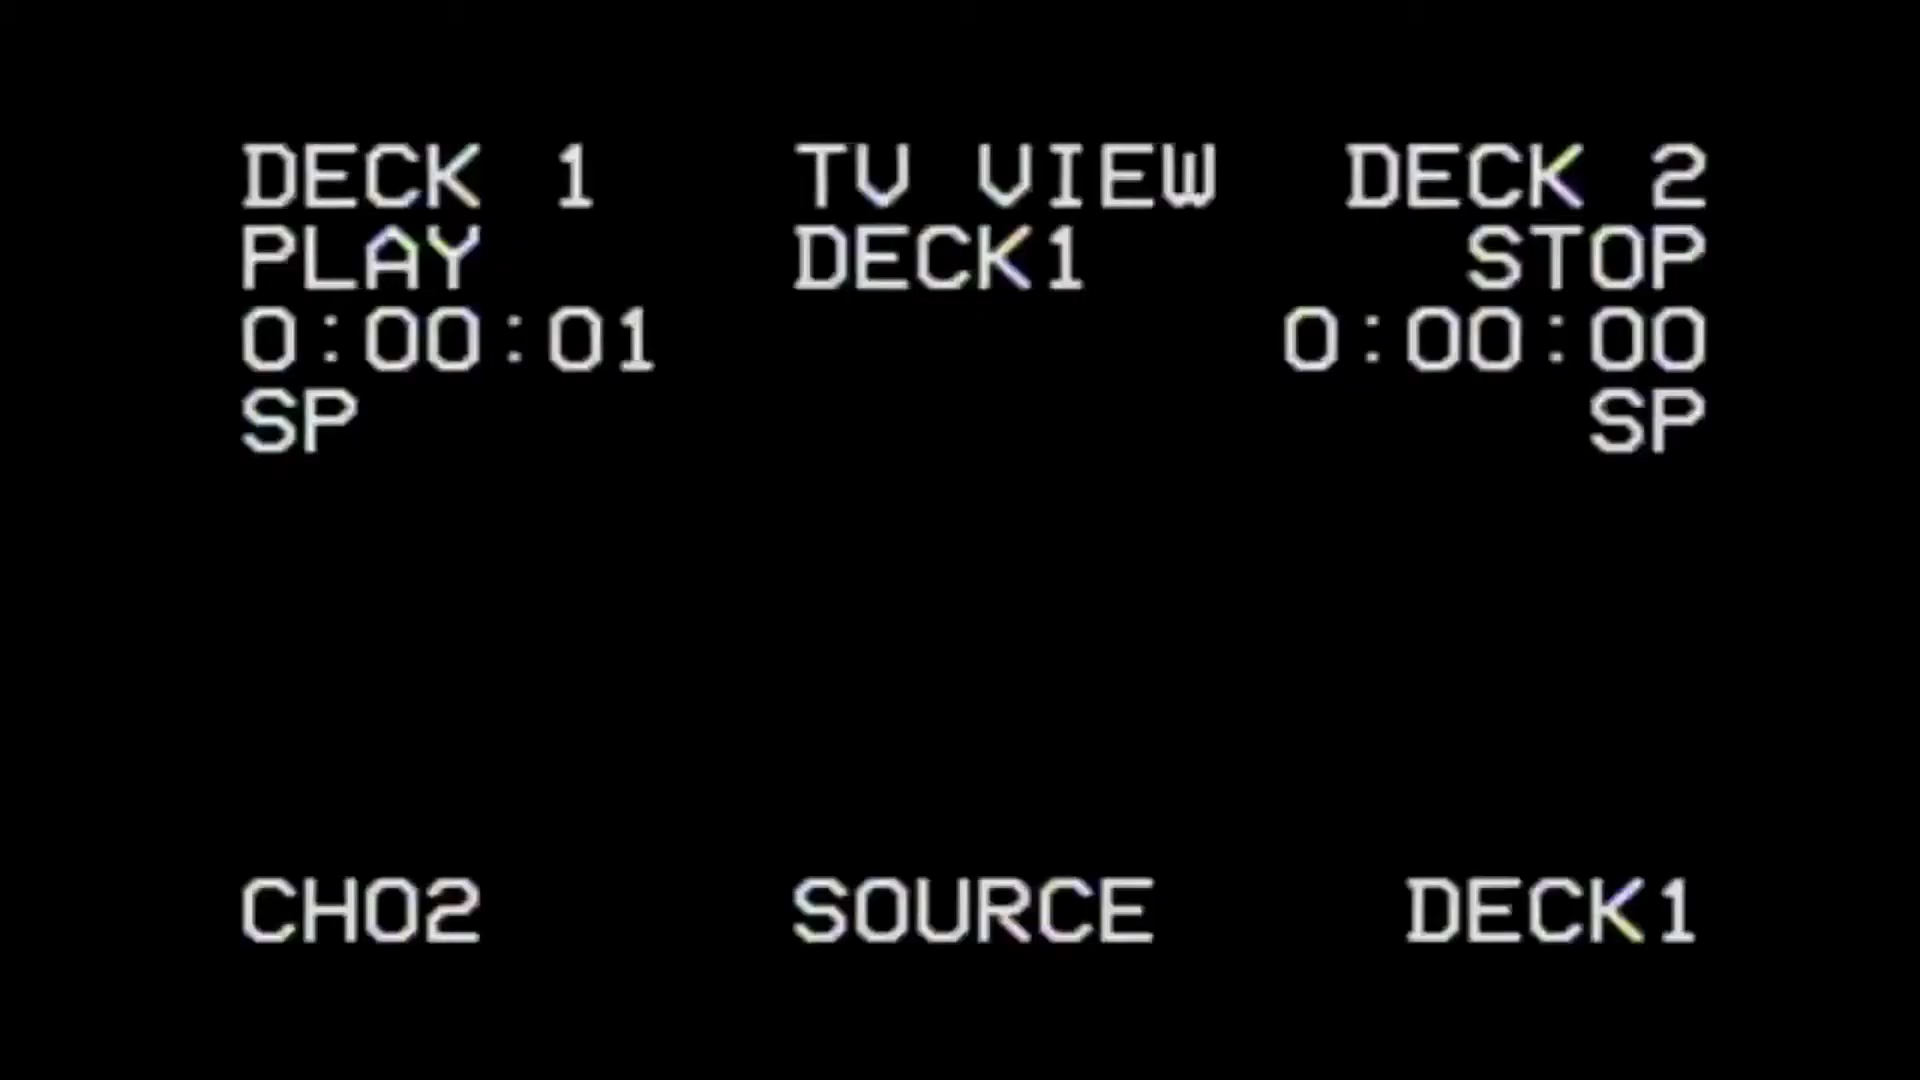 DECK 1 TV VIEW DECK 2
PLAY DECK1 STOP
0:00:01 0:00:00
SP SP
CH02 SOURCE DECK1